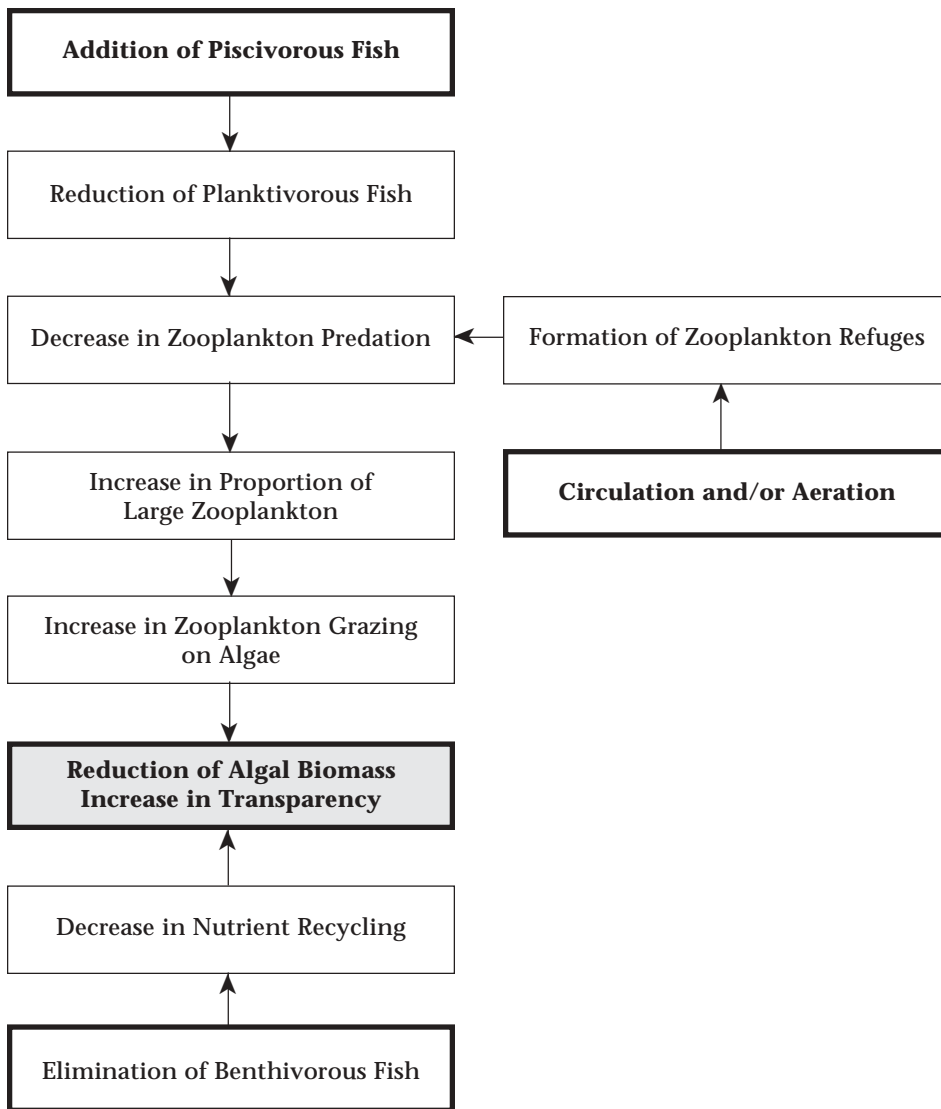 Addition of Piscivorous Fish
Reduction of Planktivorous Fish
Decrease in Zooplankton Predation
Formation of Zooplankton Refuges
Increase in Proportion of
Large Zooplankton
Circulation and/or Aeration
Increase in Zooplankton Grazing
on Algae
Reduction of Algal Biomass
Increase in Transparency
Decrease in Nutrient Recycling
Elimination of Benthivorous Fish